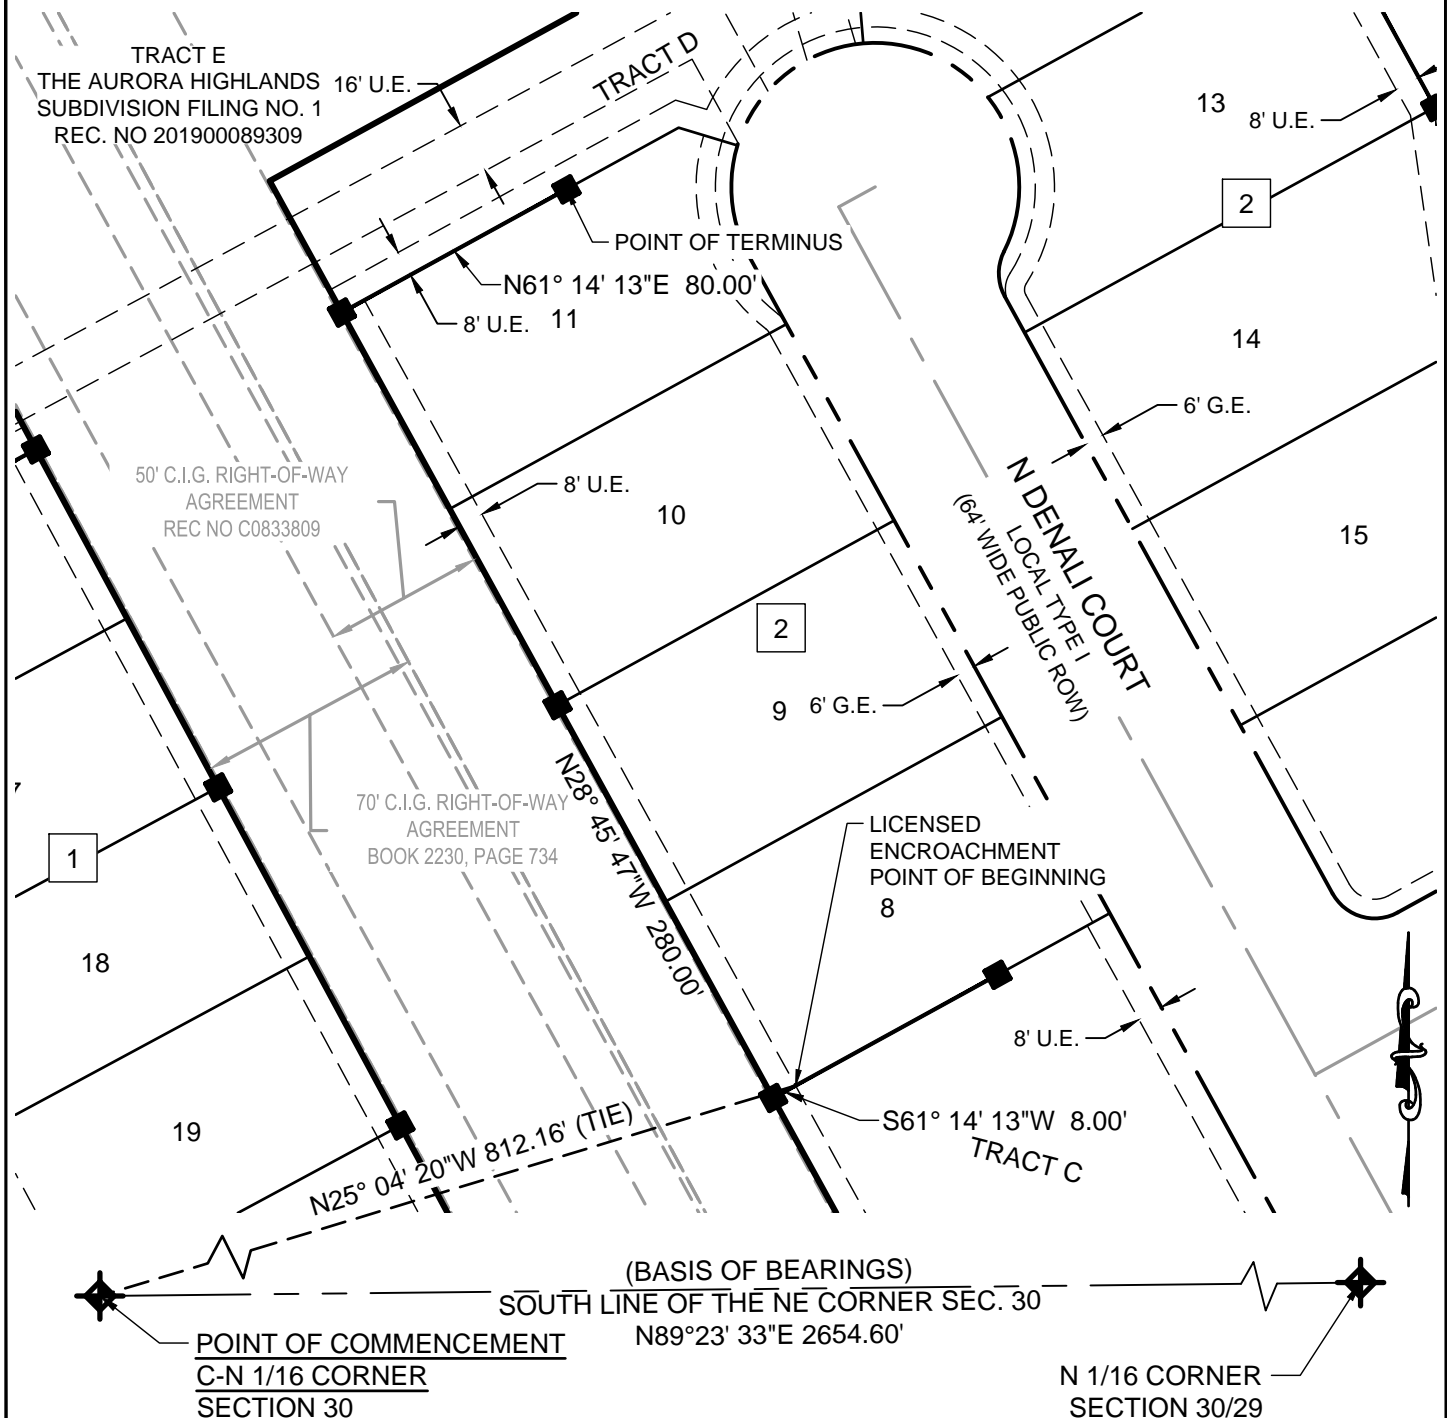 TRACT E
THE AURORA HIGHLANDS
SUBDIVISION FILING NO. 1
REC. NO 201900089309
16' U.E.
TRACT D
13
8' U.E.
2
POINT OF TERMINUS
N61° 14' 13"E 80.00'
8' U.E.
11
14
6' G.E.
50' C.I.G. RIGHT-OF-WAY
AGREEMENT
REC NO C0833809
8' U.E.
10
N DENALI COURT
LOCAL TYPE I
(64' WIDE PUBLIC ROW)
15
2
9
6' G.E.
N28° 45' 47"W 280.00'
70' C.I.G. RIGHT-OF-WAY
AGREEMENT
BOOK 2230, PAGE 734
1
LICENSED
ENCROACHMENT
POINT OF BEGINNING
8
18
8' U.E.
19
N25° 04' 20"W 812.16' (TIE)
S61° 14' 13"W 8.00'
TRACT C
(BASIS OF BEARINGS)
SOUTH LINE OF THE NE CORNER SEC. 30
N89°23' 33"E 2654.60'
POINT OF COMMENCEMENT
C-N 1/16 CORNER
SECTION 30
N 1/16 CORNER
SECTION 30/29